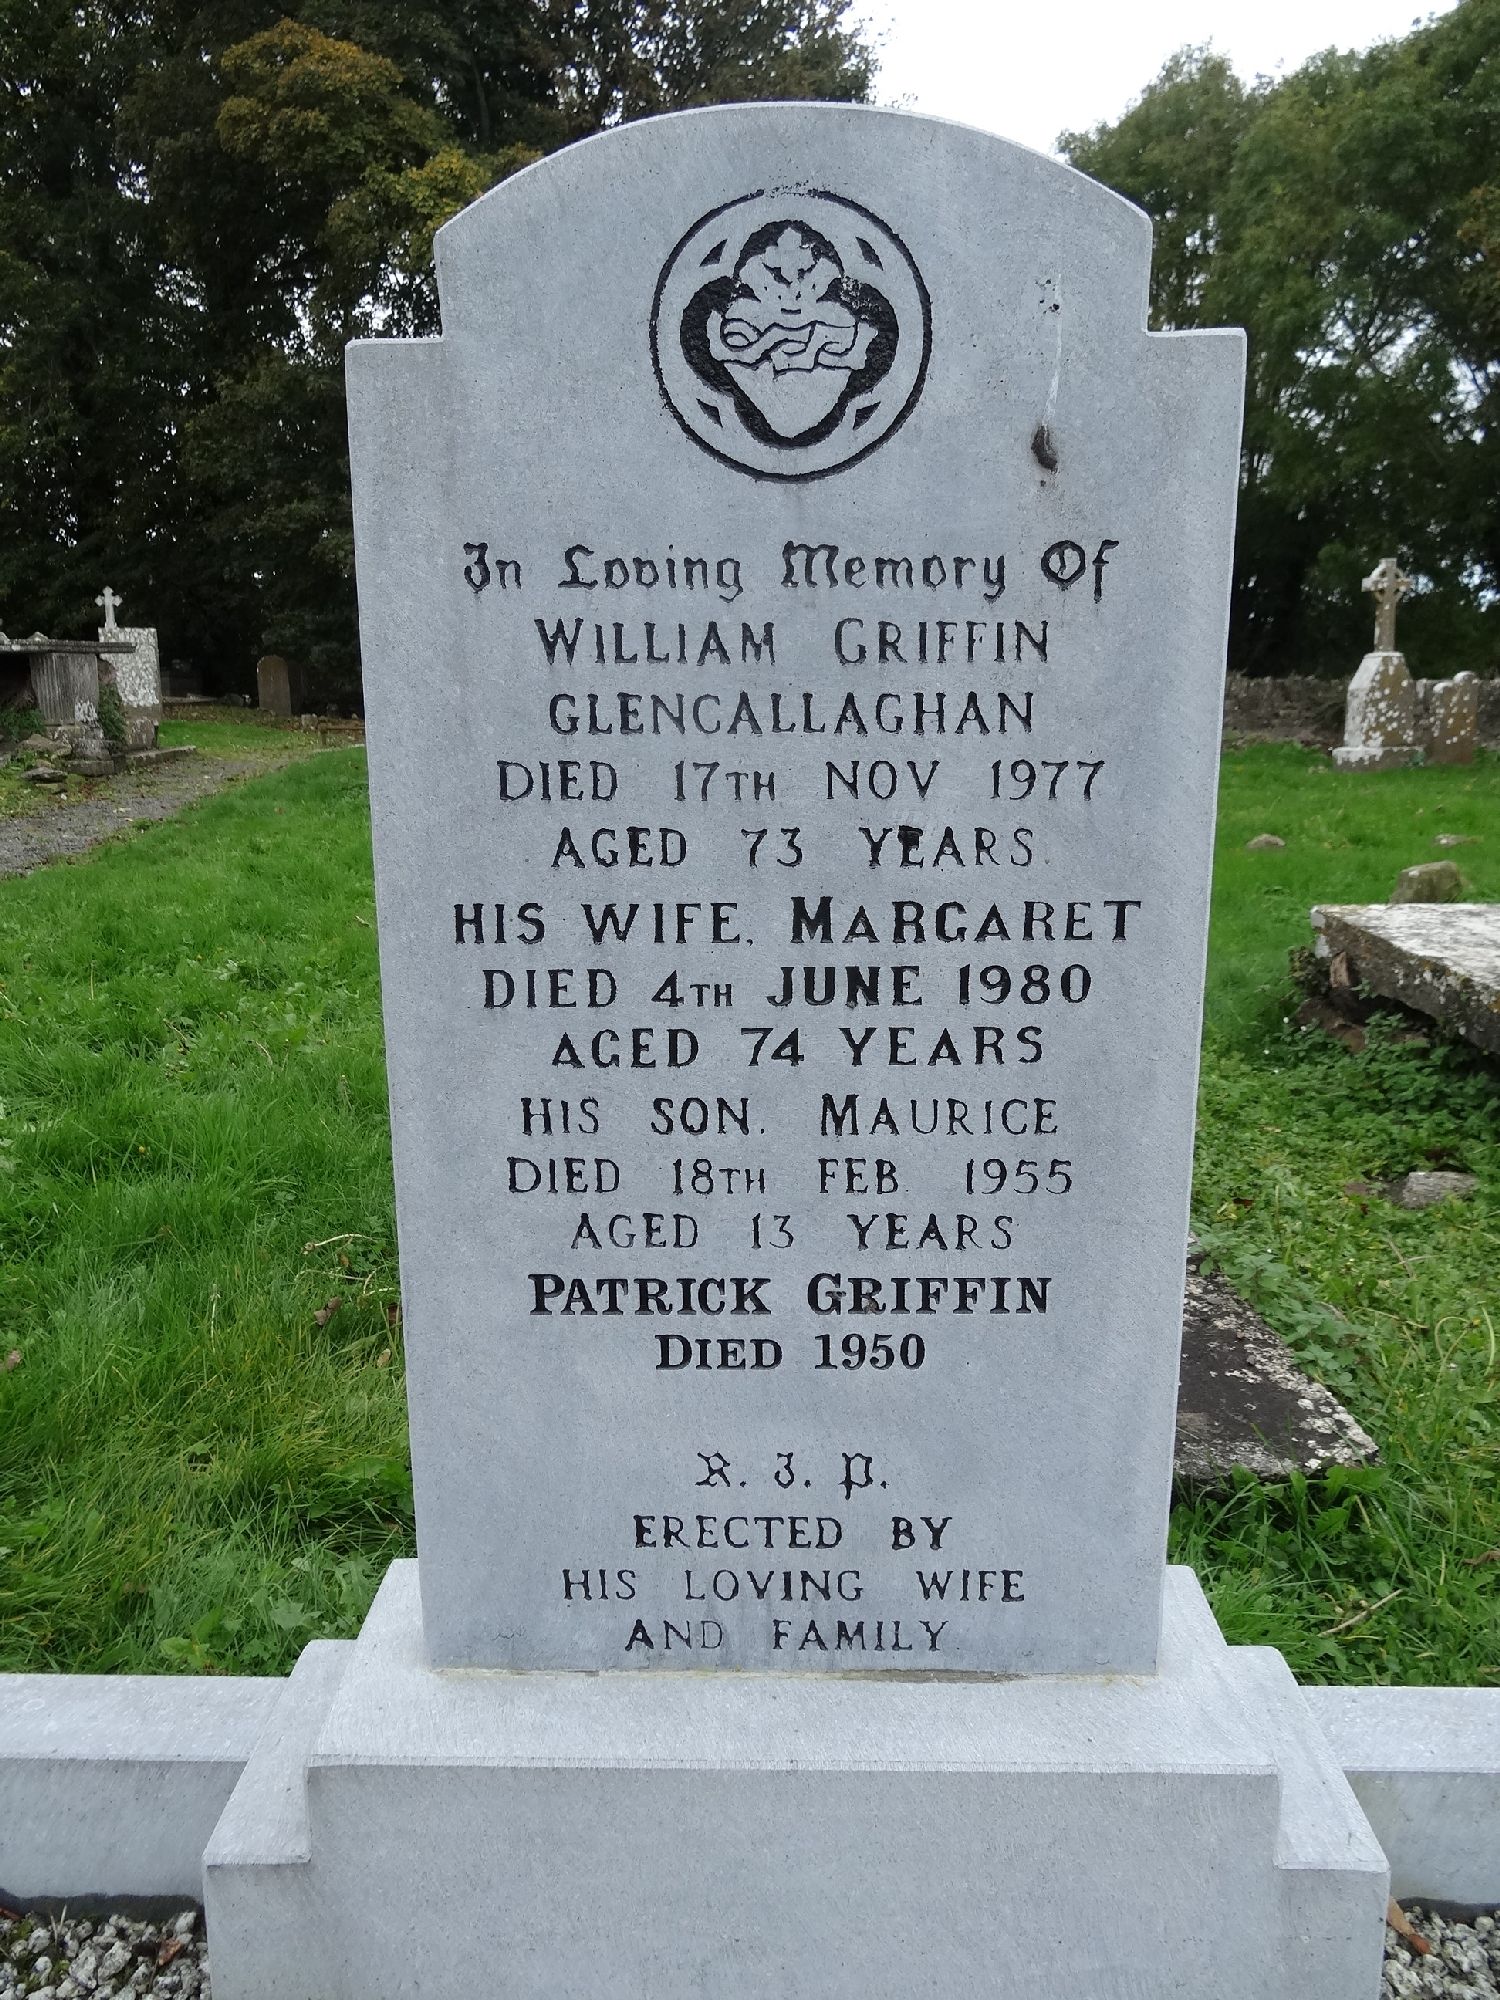 In Loving Memory Of
WILLIAM GRIFFIN
GLENCALLAGHAN
DIED 17TH NOV 1977
AGED 73 YEARS.
HIS WIFE, MARGARET
DIED 4TH JUNE 1980
AGED 74 YEARS
HIS SON, MAURICE
DIED 18TH FEB. 1955
AGED 13 YEARS
PATRICK GRIFFIN
DIED 1950
R. I. P.
ERECTED BY
HIS LOVING WIFE
AND FAMILY.